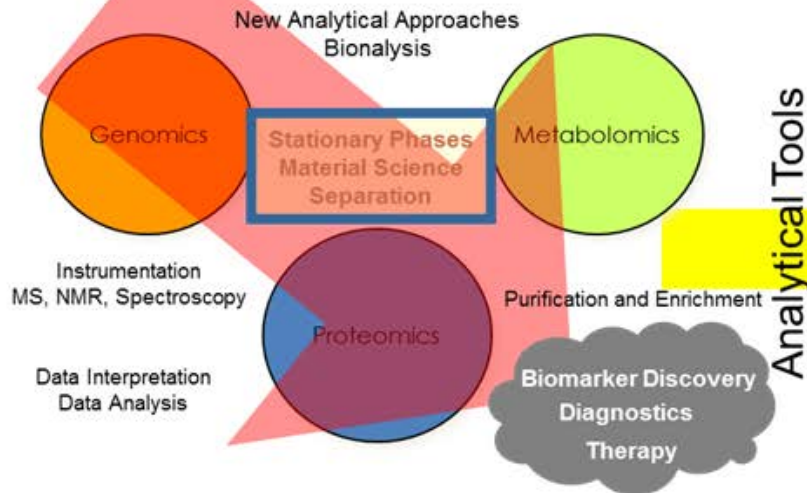 New Analytical Approaches
Bionalysis
Genomics
Stationary Phases
Material Science
Separation
Metabolomics
Analytical Tools
Instrumentation
MS, NMR, Spectroscopy
Purification and Enrichment
Proteomics
Data Interpretation
Data Analysis
Biomarker Discovery
Diagnostics
Therapy